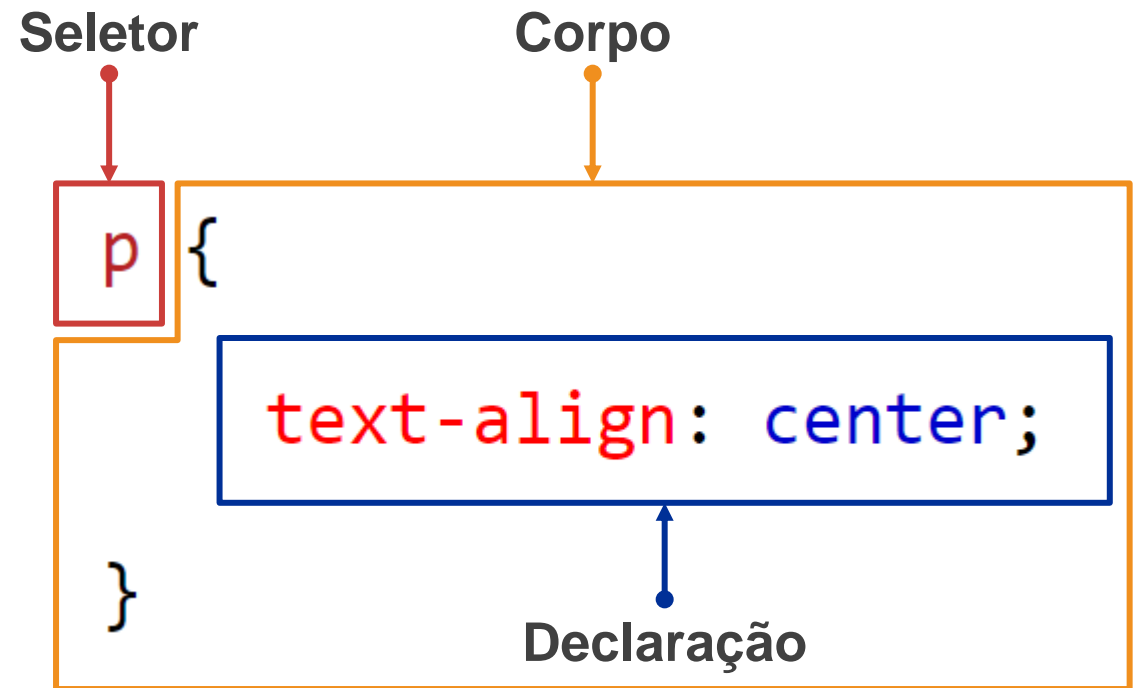 Seletor Corpo
p {
text-align: center;
}
Declaração